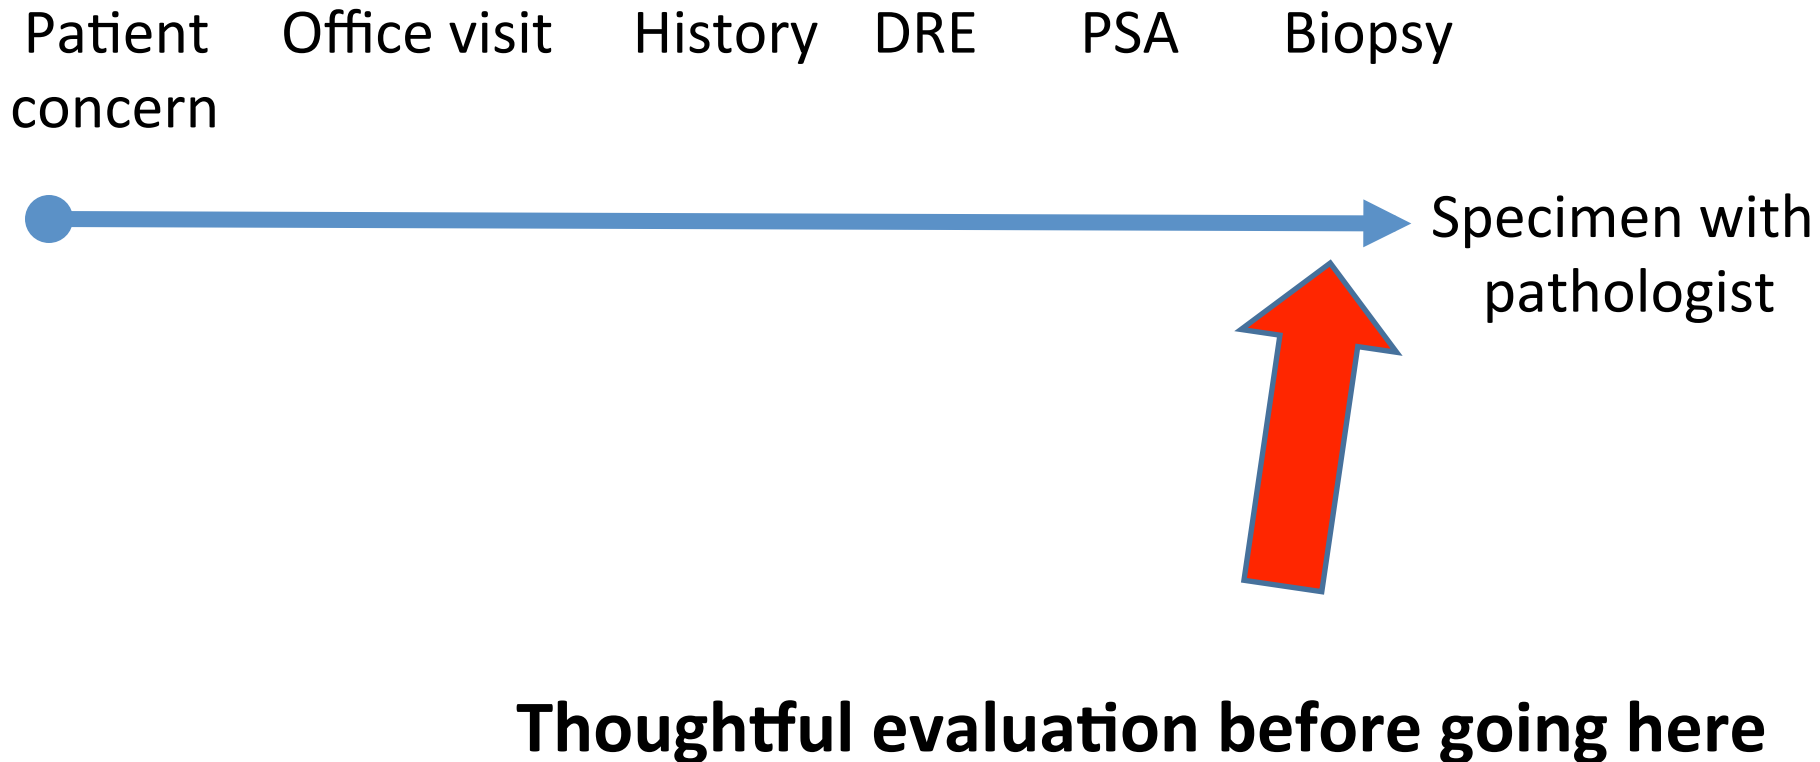 Patient Office visit History DRE PSA Biopsy
concern
Specimen with
pathologist
Thoughtful evaluation before going here